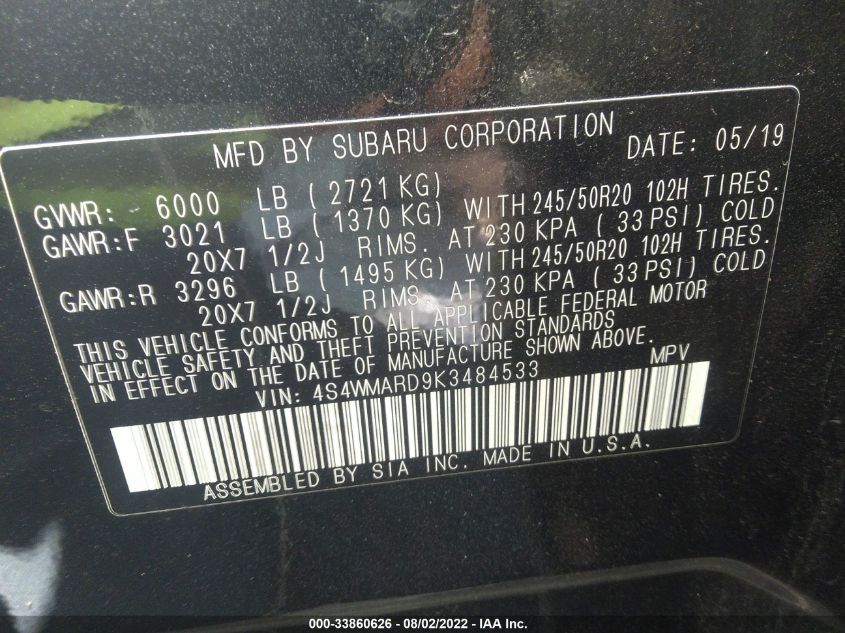 MFD BY SUBARU CORPORATION DATE: 05/19
GVWR: 6000 LB ( 2721 KG)
GAWR:F 3021 LB ( 1370 KG) WITH 245/50R20 102H TIRES.
20X7 1/2J RIMS. AT 230 KPA ( 33 PSI) COLD
GAWR:R 3296 LB ( 1495 KG) WITH 245/50R20 102H TIRES.
20X7 1/2J RIMS. AT 230 KPA ( 33 PSI) COLD
THIS VEHICLE CONFORMS TO ALL APPLICABLE FEDERAL MOTOR
VEHICLE SAFETY AND THEFT PREVENTION STANDARDS
IN EFFECT ON THE DATE OF MANUFACTURE SHOWN ABOVE.
VIN: 4S4WMARD9K3484533 MPV
ASSEMBLED BY SIA INC. MADE IN U.S.A.
000-33860626 - 08/02/2022 - IAA Inc.